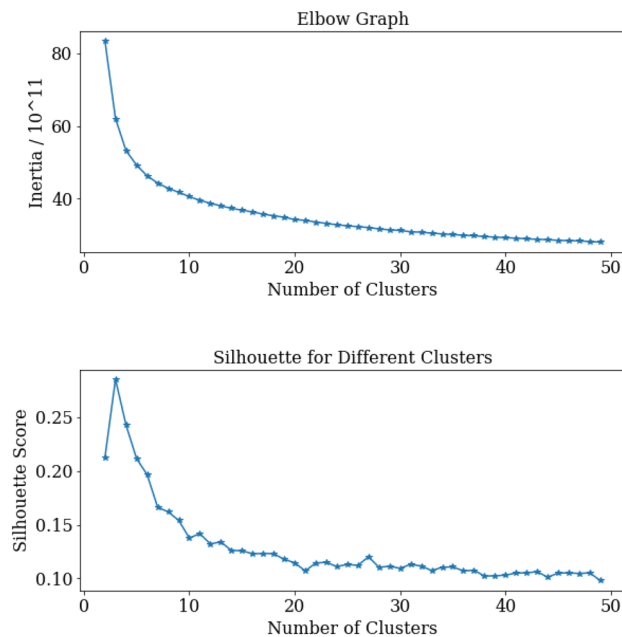 Elbow Graph
80
60
40
Inertia / 10^11
0 10 20 30 40 50
Number of Clusters
Silhouette for Different Clusters
0.25
0.20
0.15
0.10
Silhouette Score
0 10 20 30 40 50
Number of Clusters